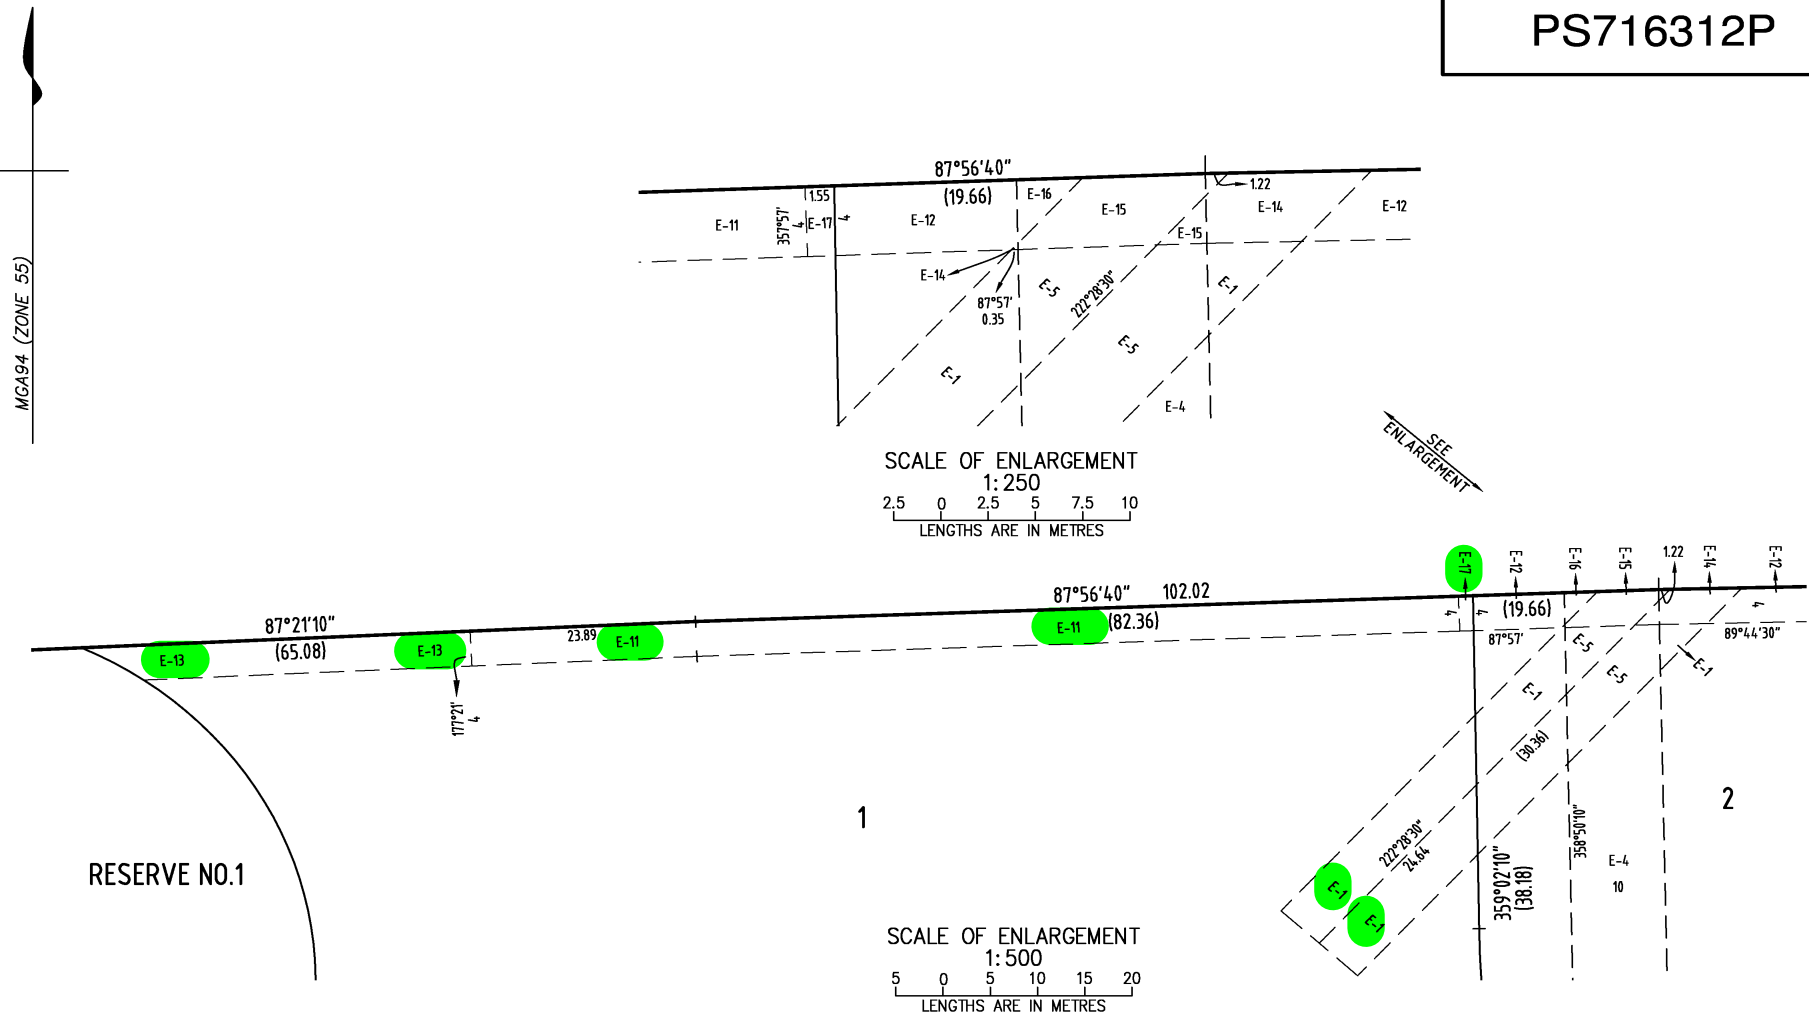 PS716312P
MGA94 (ZONE 55)
87°56'40"
(19.66)
1.55
E-16
1.22
E-11
357°57'
4
E-17
4
E-12
E-15
E-14
E-12
E-15
E-14
87°57'
0.35
E-5
222°28'30"
E-1
E-5
E-1
E-4
SCALE OF ENLARGEMENT
1:250
2.5 0 2.5 5 7.5 10
LENGTHS ARE IN METRES
SEE
ENLARGEMENT
E-17
E-12
E-16
E-15
1.22
E-14
E-12
87°56'40" 102.02
(82.36)
87°21'10"
(65.08)
23.89
E-13
E-13
E-11
E-11
4
4
(19.66)
4
87°57'
89°44'30"
177°21'
4
E-5
E-5
E-1
E-1
(30.36)
1
2
222°28'30"
24.64
358°50'10"
E-4
10
359°02'10"
(38.18)
E-1
E-1
RESERVE NO.1
SCALE OF ENLARGEMENT
1:500
5 0 5 10 15 20
LENGTHS ARE IN METRES